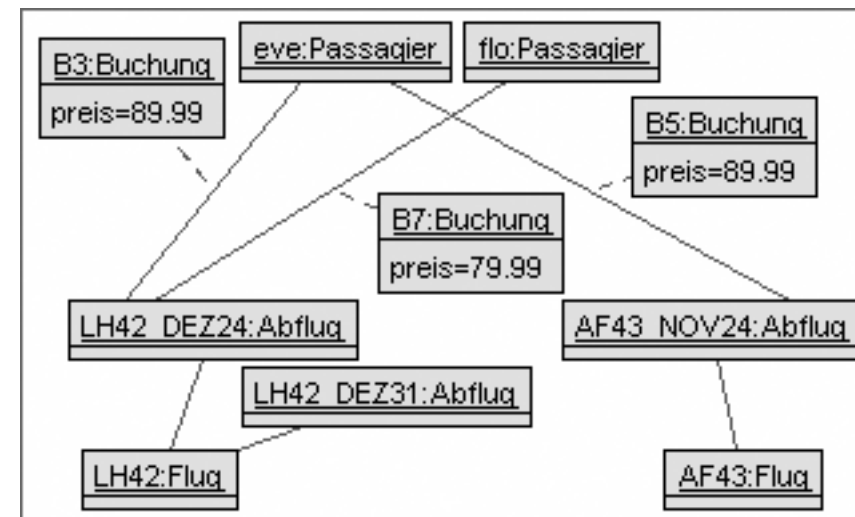 eve:Passagier
flo:Passagier
B3:Buchung
preis=89.99
B5:Buchung
preis=89.99
B7:Buchung
preis=79.99
LH42_DEZ24:Abflug
AF43_NOV24:Abflug
LH42_DEZ31:Abflug
LH42:Flug
AF43:Flug